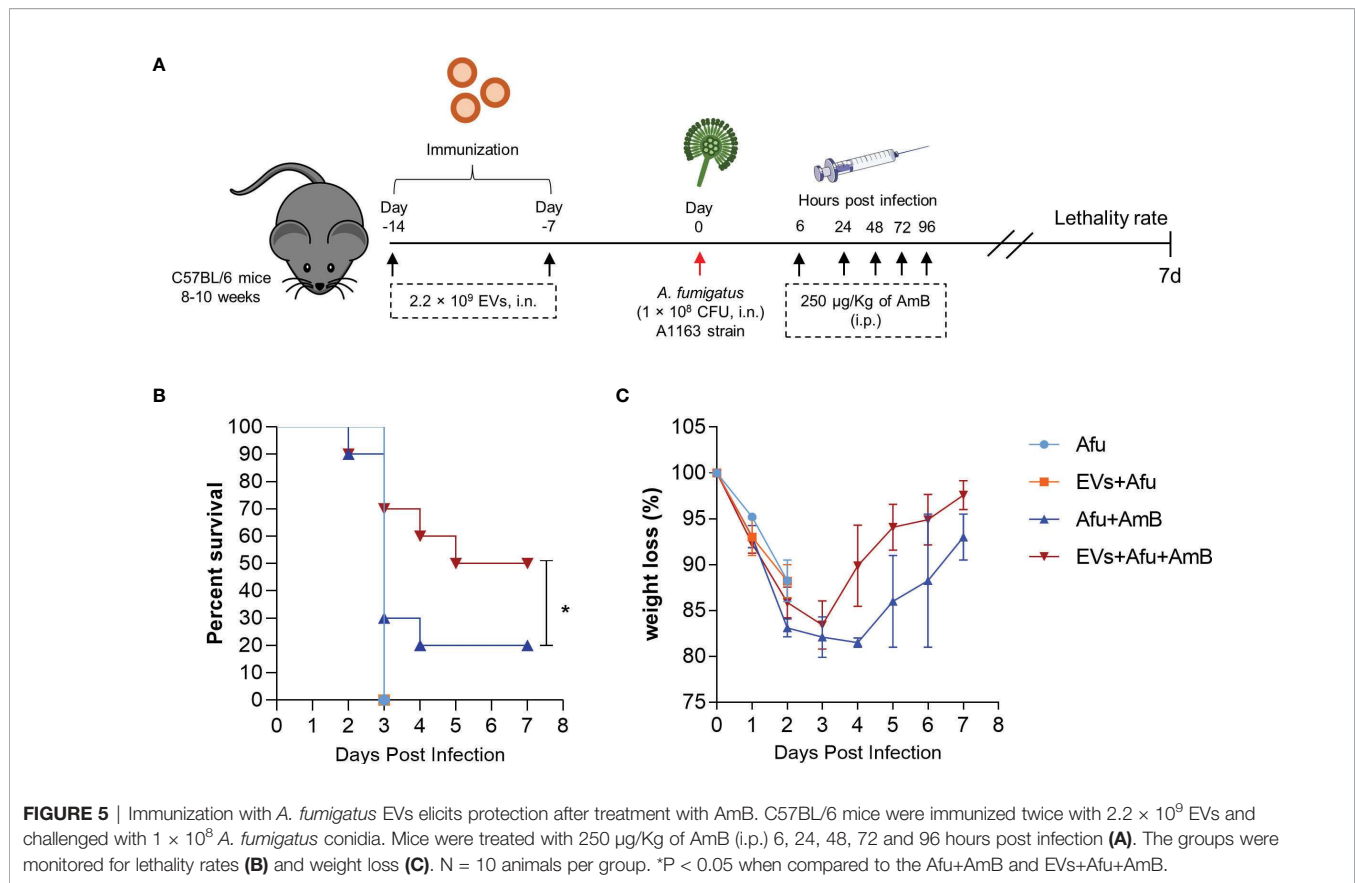 A
Immunization
Day
-14
Day
-7
Day
0
Hours post infection
6 24 48 72 96
Lethality rate
7d
C57BL/6 mice
8-10 weeks
2.2 × 10⁹ EVs, i.n.
A. fumigatus
(1 × 10⁸ CFU, i.n.)
A1163 strain
250 µg/Kg of AmB
(i.p.)
B
Percent survival
100
90
80
70
60
50
40
30
20
10
0
0 1 2 3 4 5 6 7 8
Days Post Infection
*
C
weight loss (%)
105
100
95
90
85
80
75
0 1 2 3 4 5 6 7 8
Days Post Infection
Afu
EVs+Afu
Afu+AmB
EVs+Afu+AmB
FIGURE 5 | Immunization with A. fumigatus EVs elicits protection after treatment with AmB. C57BL/6 mice were immunized twice with 2.2 × 10⁹ EVs and
challenged with 1 × 10⁸ A. fumigatus conidia. Mice were treated with 250 µg/Kg of AmB (i.p.) 6, 24, 48, 72 and 96 hours post infection (A). The groups were
monitored for lethality rates (B) and weight loss (C). N = 10 animals per group. *P < 0.05 when compared to the Afu+AmB and EVs+Afu+AmB.